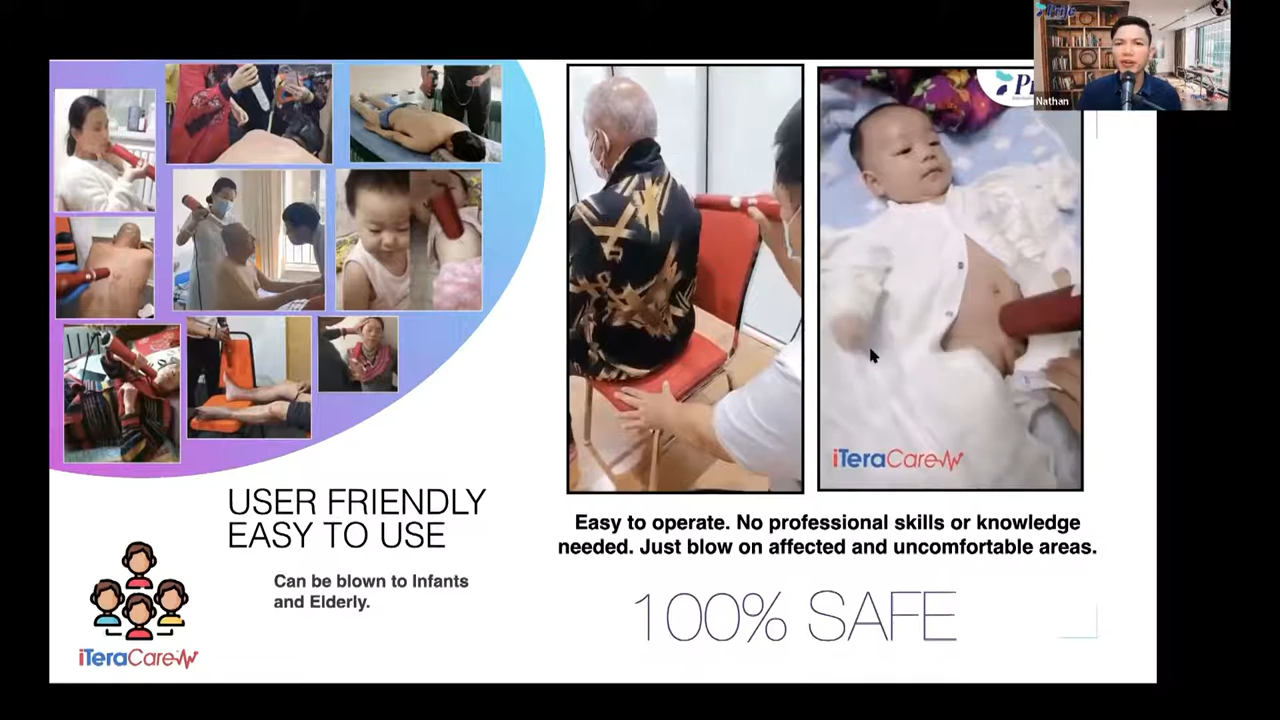 Prife
Nathan
iTeraCare
USER FRIENDLY
EASY TO USE
Can be blown to Infants
and Elderly.
iTeraCare
Easy to operate. No professional skills or knowledge
needed. Just blow on affected and uncomfortable areas.
100% SAFE